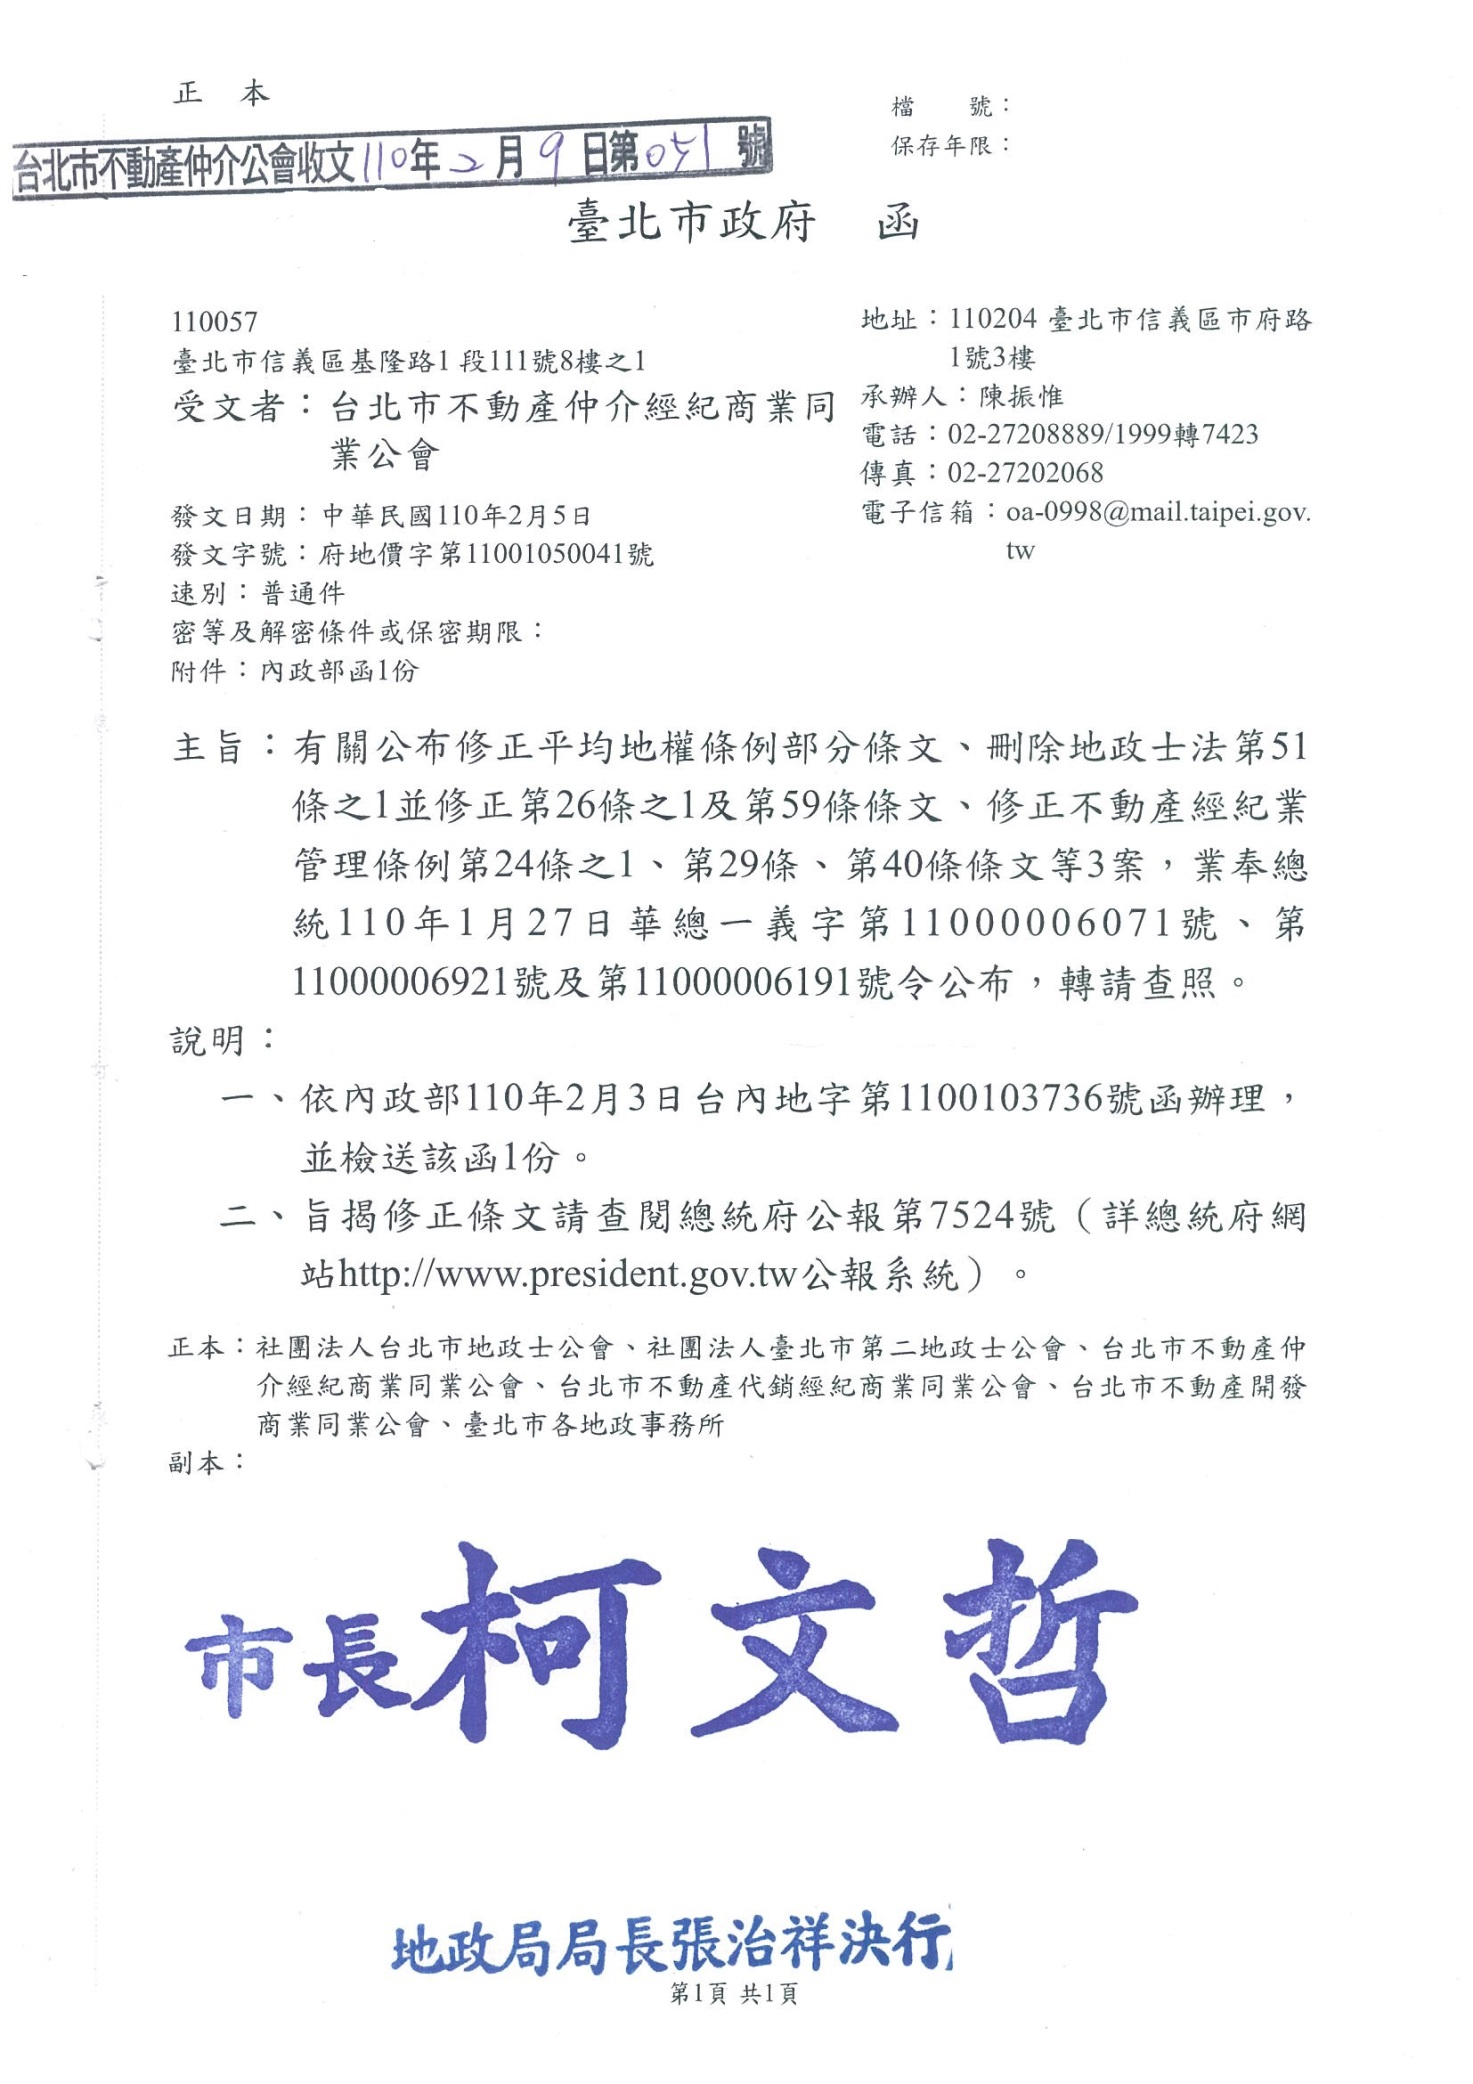 正 本
檔 號：
保存年限：
台北市不動產仲介公會收文110年2月9日第051號
臺北市政府 函
110057
臺北市信義區基隆路1段111號8樓之1
受文者：台北市不動產仲介經紀商業同
業公會
地址：110204 臺北市信義區市府路
1號3樓
承辦人：陳振惟
電話：02-27208889/1999轉7423
傳真：02-27202068
電子信箱：oa-0998@mail.taipei.gov.
tw
發文日期：中華民國110年2月5日
發文字號：府地價字第11001050041號
速別：普通件
密等及解密條件或保密期限：
附件：內政部函1份
主旨：有關公布修正平均地權條例部分條文、刪除地政士法第51
條之1並修正第26條之1及第59條條文、修正不動產經紀業
管理條例第24條之1、第29條、第40條條文等3案，業奉總
統110年1月27日華總一義字第11000006071號、第
11000006921號及第11000006191號令公布，轉請查照。
說明：
一、依內政部110年2月3日台內地字第1100103736號函辦理，
並檢送該函1份。
二、旨揭修正條文請查閱總統府公報第7524號（詳總統府網
站http://www.president.gov.tw公報系統）。
正本：社團法人台北市地政士公會、社團法人臺北市第二地政士公會、台北市不動產仲
介經紀商業同業公會、台北市不動產代銷經紀商業同業公會、台北市不動產開發
商業同業公會、臺北市各地政事務所
副本：
市長柯文哲
地政局局長張治祥決行
第1頁 共1頁